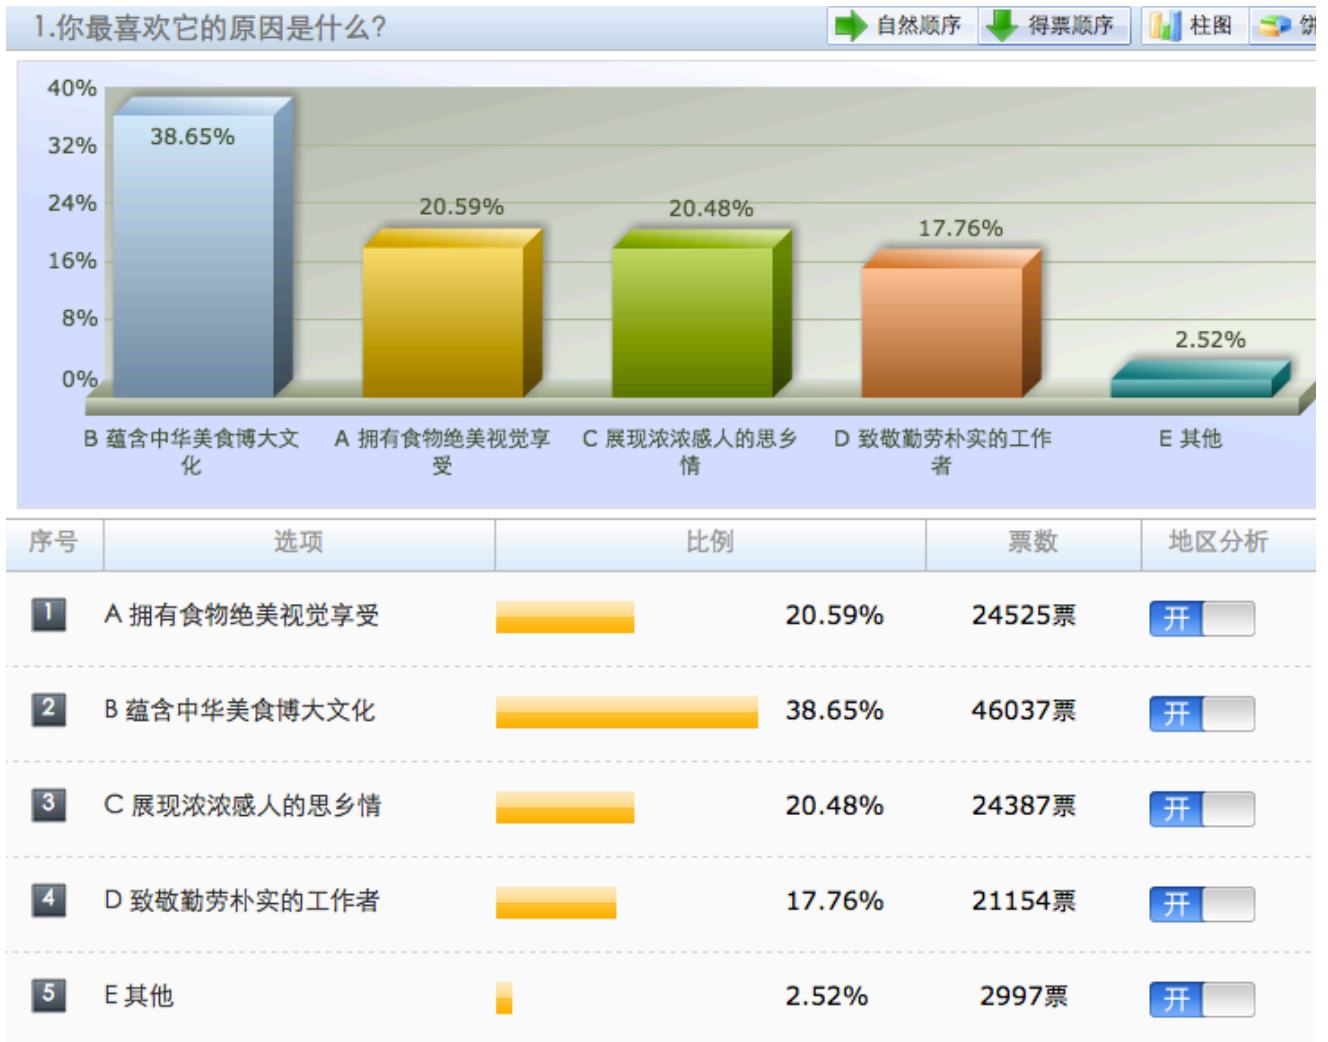 1.你最喜欢它的原因是什么?
自然顺序 得票顺序 柱图 饼
40%
32%
24%
16%
8%
0%
38.65%
20.59%
20.48%
17.76%
2.52%
B 蕴含中华美食博大文
化
A 拥有食物绝美视觉享
受
C 展现浓浓感人的思乡
情
D 致敬勤劳朴实的工作
者
E 其他
序号 选项 比例 票数 地区分析
1 A 拥有食物绝美视觉享受 20.59% 24525票 开
2 B 蕴含中华美食博大文化 38.65% 46037票 开
3 C 展现浓浓感人的思乡情 20.48% 24387票 开
4 D 致敬勤劳朴实的工作者 17.76% 21154票 开
5 E 其他 2.52% 2997票 开